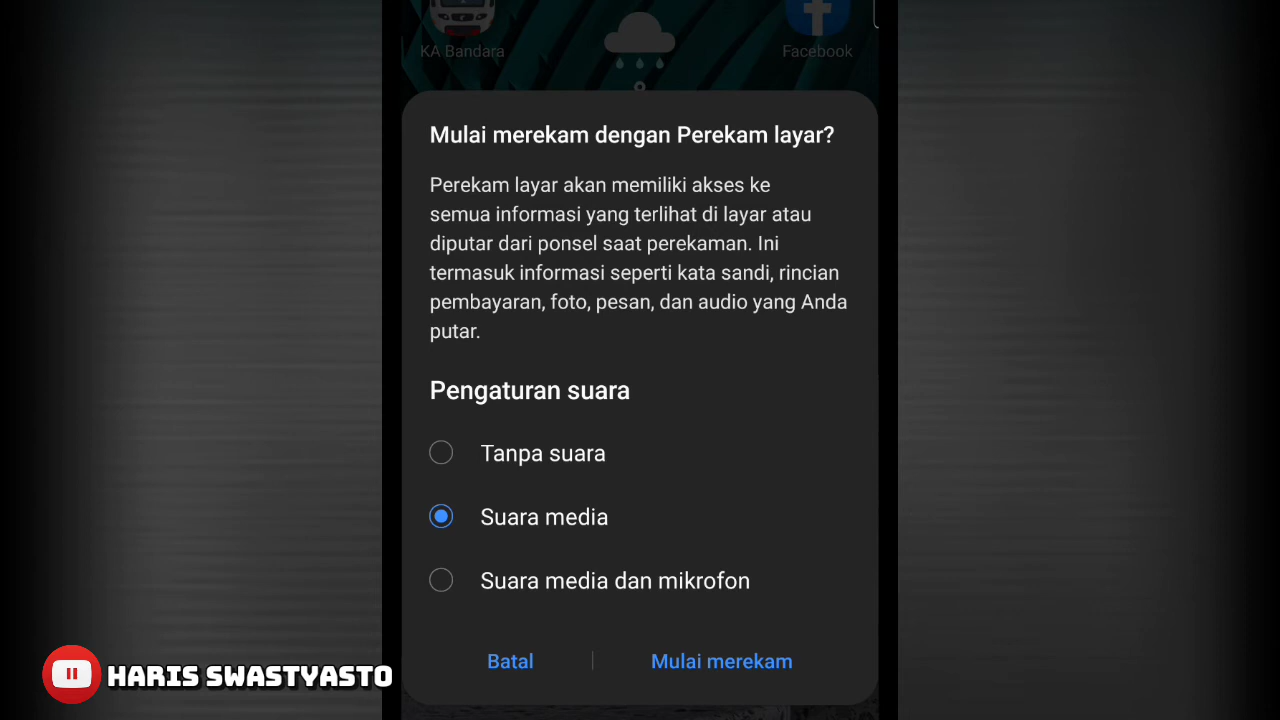 KA Bandara
Facebook
Mulai merekam dengan Perekam layar?
Perekam layar akan memiliki akses ke
semua informasi yang terlihat di layar atau
diputar dari ponsel saat perekaman. Ini
termasuk informasi seperti kata sandi, rincian
pembayaran, foto, pesan, dan audio yang Anda
putar.
Pengaturan suara
Tanpa suara
Suara media
Suara media dan mikrofon
Batal
Mulai merekam
HARIS SWASTYASTO